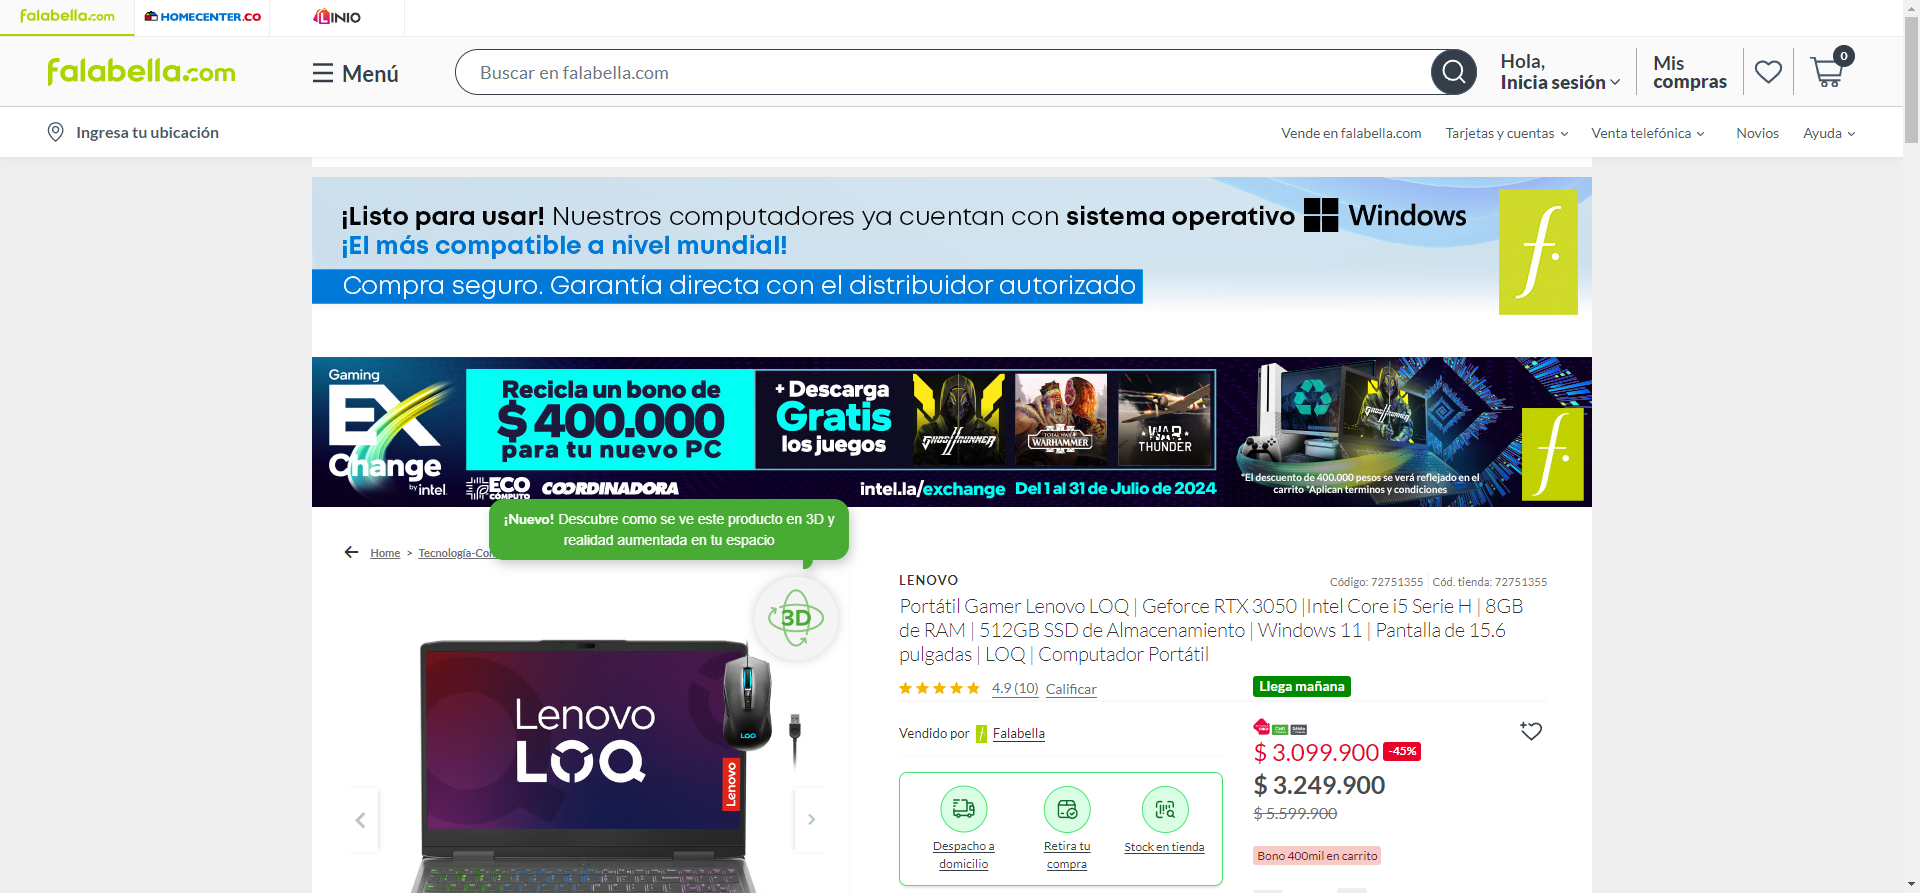 falabella.com
HOMECENTER.CO
LINIO
falabella.com
Menú
Buscar en falabella.com
Hola,
Inicia sesión
Mis
compras
0
Ingresa tu ubicación
Vende en falabella.com
Tarjetas y cuentas
Venta telefónica
Novios
Ayuda
¡Listo para usar! Nuestros computadores ya cuentan con sistema operativo Windows
¡El más compatible a nivel mundial!
Compra seguro. Garantía directa con el distribuidor autorizado
f.
Gaming
EX
Change
by intel.
Recicla un bono de
$ 400.000
para tu nuevo PC
+ Descarga
Gratis
los juegos
GHOSTRUNNER
TOTAL WAR
WARHAMMER
WAR
THUNDER
ECO
CÓMPUTO
COORDINADORA
intel.la/exchange Del 1 al 31 de Julio de 2024
GHOSTRUNNER
*El descuento de 400.000 pesos se verá reflejado en el
carrito *Aplican terminos y condiciones
f.
¡Nuevo! Descubre como se ve este producto en 3D y
realidad aumentada en tu espacio
Home > Tecnología-Con
3D
Lenovo
LOQ
Lenovo
LOQ
LENOVO
Código: 72751355
Cód. tienda: 72751355
Portátil Gamer Lenovo LOQ | Geforce RTX 3050 |Intel Core i5 Serie H | 8GB
de RAM | 512GB SSD de Almacenamiento | Windows 11 | Pantalla de 15.6
pulgadas | LOQ | Computador Portátil
4.9 (10) Calificar
Llega mañana
Vendido por f. Falabella
$ 3.099.900 -45%
$ 3.249.900
$ 5.599.900
Bono 400mil en carrito
Despacho a
domicilio
Retira tu
compra
Stock en tienda